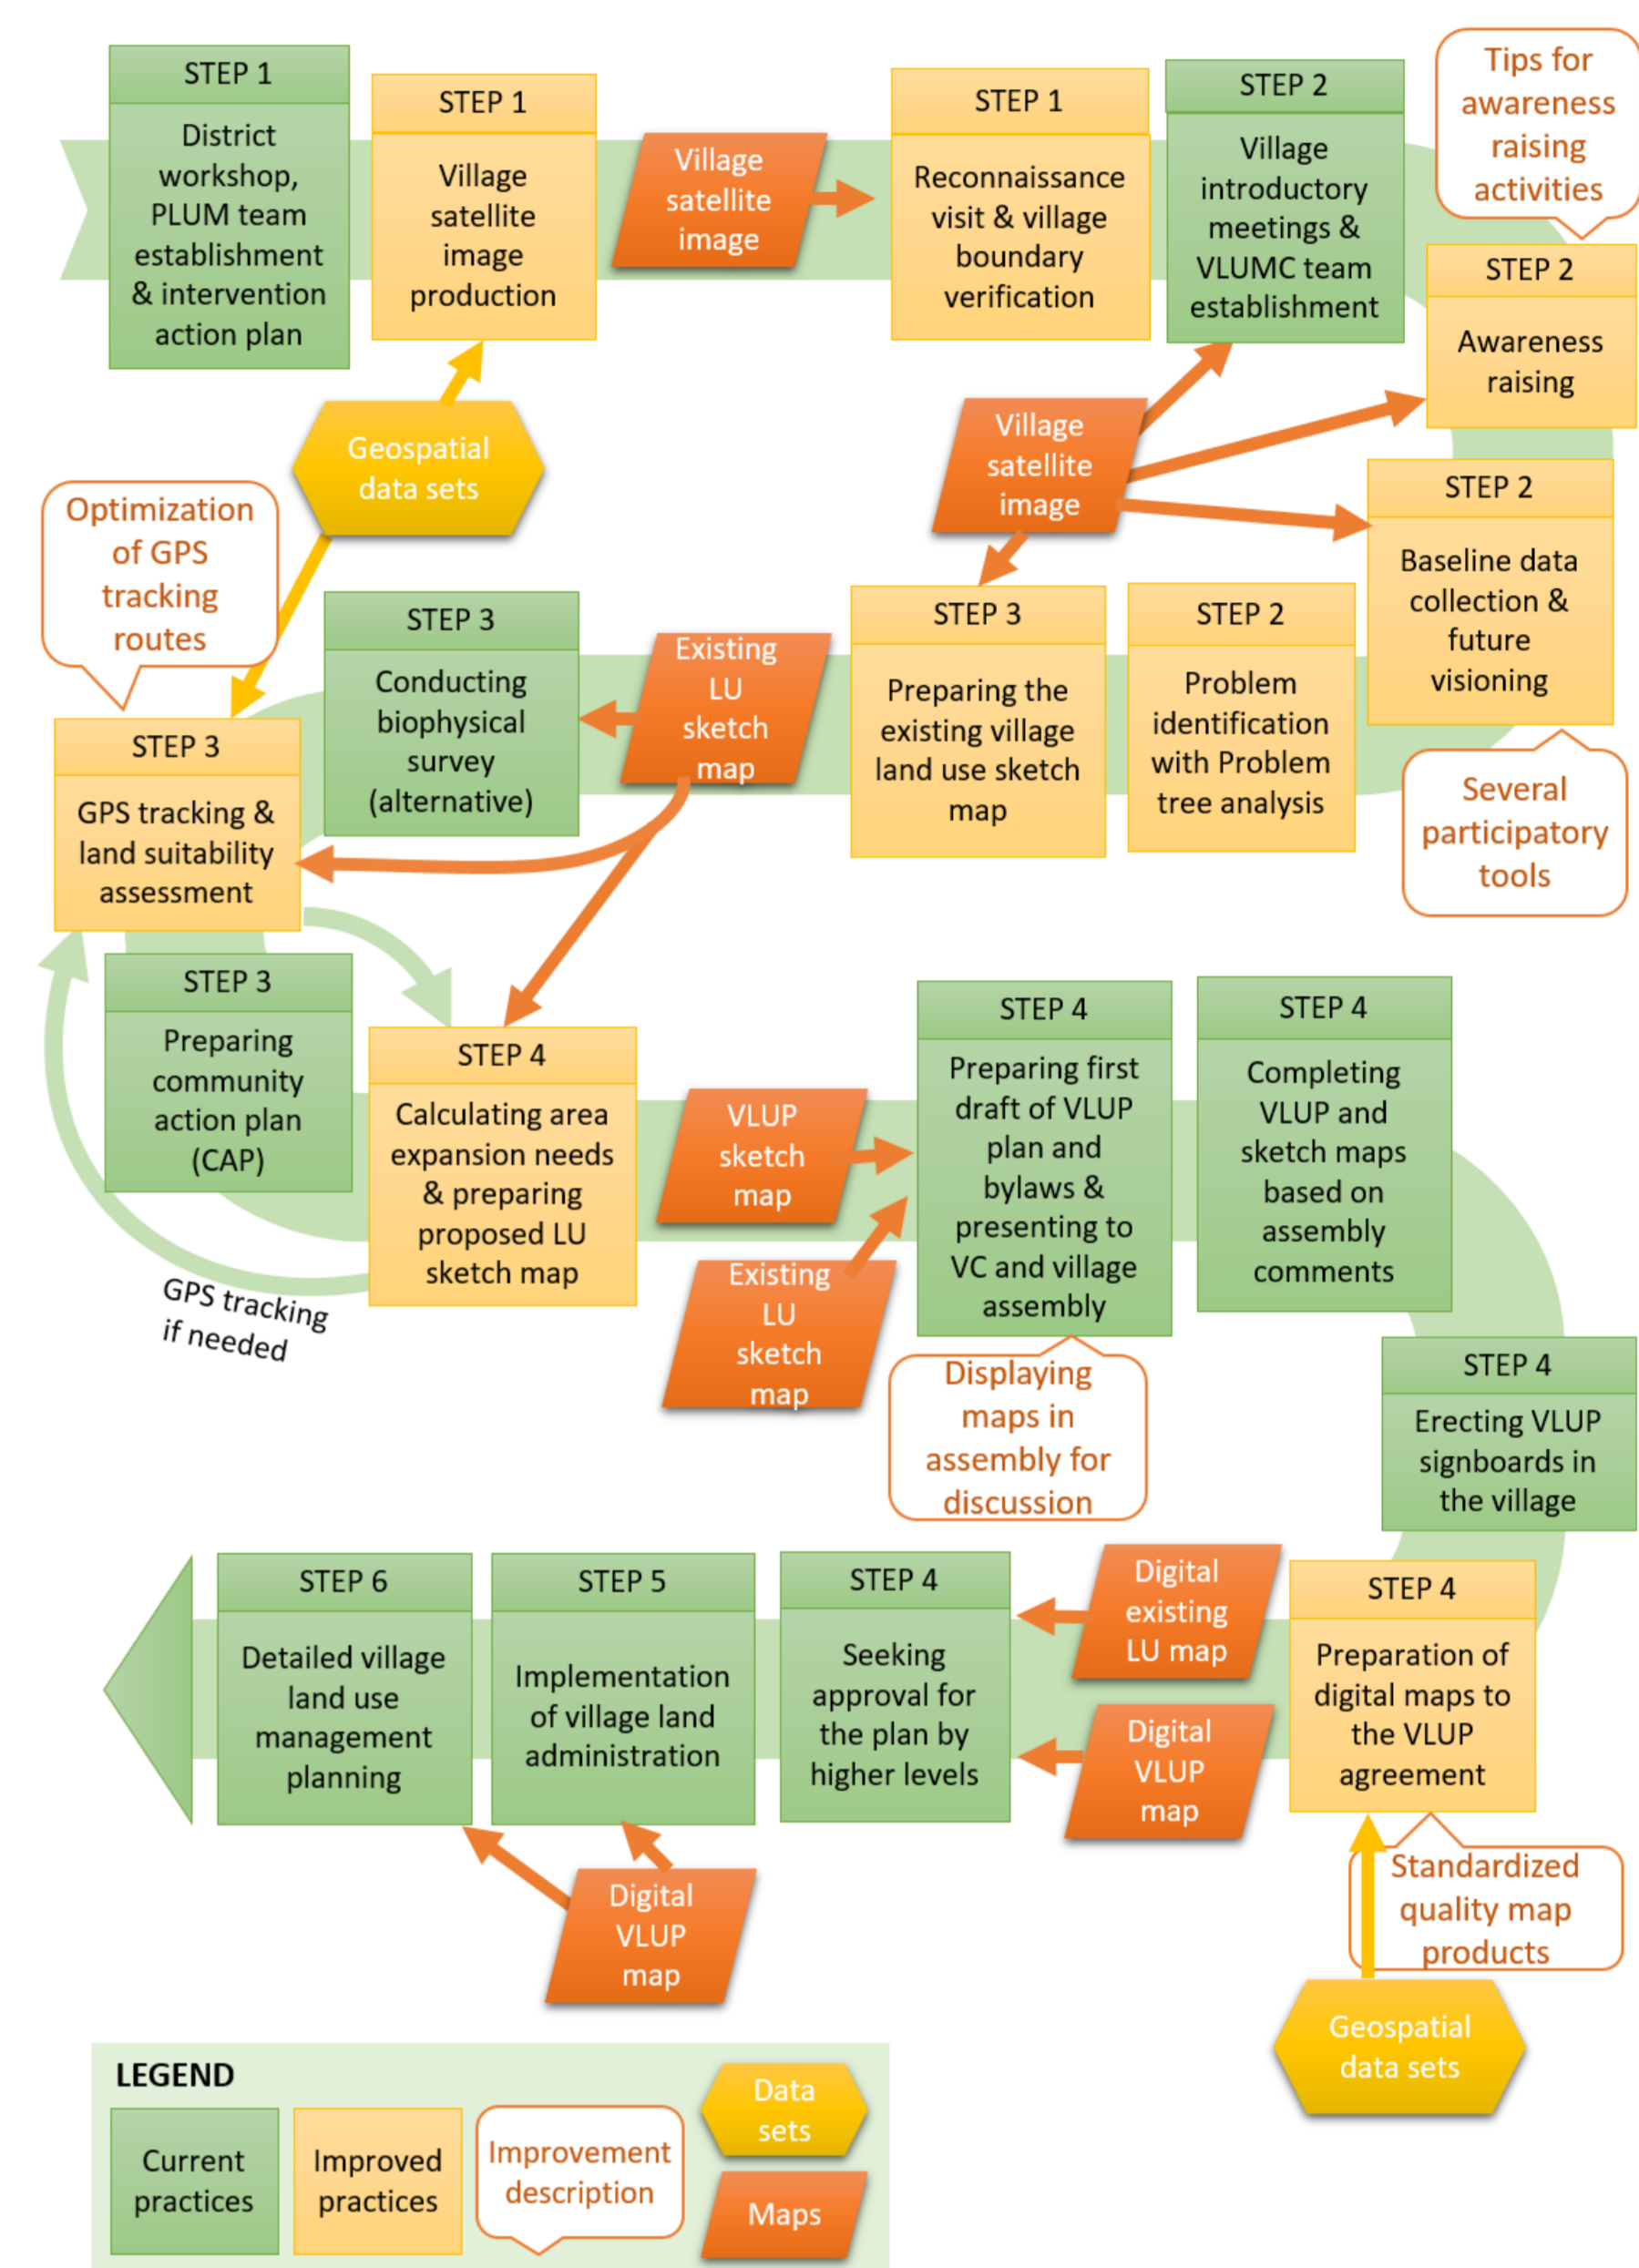 STEP 1
District
workshop,
PLUM team
establishment
& intervention
action plan
STEP 1
Village
satellite
image
production
Village
satellite
image
STEP 1
Reconnaissance
visit & village
boundary
verification
STEP 2
Village
introductory
meetings &
VLUMC team
establishment
Tips for
awareness
raising
activities
STEP 2
Awareness
raising
Geospatial
data sets
Village
satellite
image
STEP 2
Baseline data
collection &
future
visioning
Several
participatory
tools
STEP 2
Problem
identification
with Problem
tree analysis
STEP 3
Preparing the
existing village
land use sketch
map
Existing
LU
sketch
map
STEP 3
Conducting
biophysical
survey
(alternative)
Optimization
of GPS
tracking
routes
STEP 3
GPS tracking &
land suitability
assessment
STEP 3
Preparing
community
action plan
(CAP)
GPS tracking
if needed
STEP 4
Calculating area
expansion needs
& preparing
proposed LU
sketch map
VLUP
sketch
map
Existing
LU
sketch
map
STEP 4
Preparing first
draft of VLUP
plan and
bylaws &
presenting to
VC and village
assembly
Displaying
maps in
assembly for
discussion
STEP 4
Completing
VLUP and
sketch maps
based on
assembly
comments
STEP 4
Erecting VLUP
signboards in
the village
STEP 4
Preparation of
digital maps to
the VLUP
agreement
Standardized
quality map
products
Geospatial
data sets
Digital
existing
LU map
Digital
VLUP
map
STEP 4
Seeking
approval for
the plan by
higher levels
STEP 5
Implementation
of village land
administration
STEP 6
Detailed village
land use
management
planning
Digital
VLUP
map
LEGEND
Current
practices
Improved
practices
Improvement
description
Data
sets
Maps